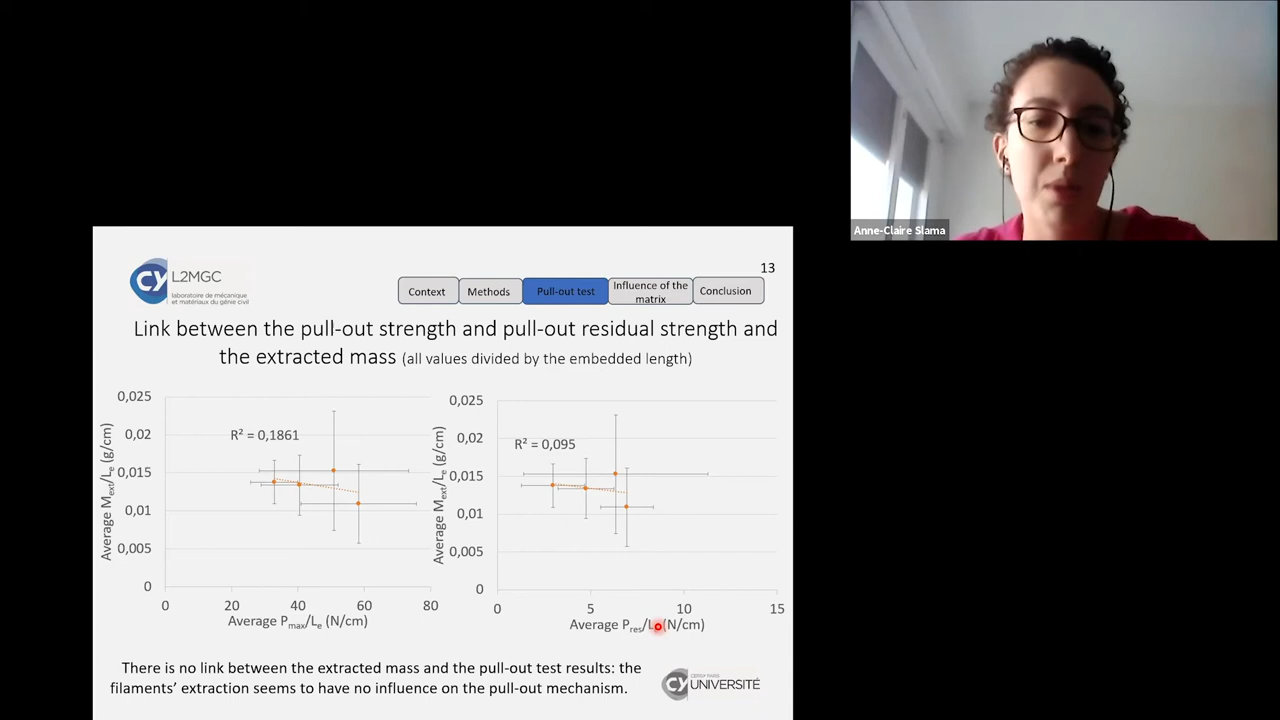 Anne-Claire Slama
13
CY
L2MGC
laboratoire de mécanique
et matériaux du génie civil
Context
Methods
Pull-out test
Influence of the
matrix
Conclusion
Link between the pull-out strength and pull-out residual strength and
the extracted mass (all values divided by the embedded length)
Average Mext/Le (g/cm)
0,025
0,02
0,015
0,01
0,005
0
R² = 0,1861
0 20 40 60 80
Average Pmax/Le (N/cm)
Average Mext/Le (g/cm)
0,025
0,02
0,015
0,01
0,005
0
R² = 0,095
0 5 10 15
Average Pres/L (N/cm)
There is no link between the extracted mass and the pull-out test results: the
filaments' extraction seems to have no influence on the pull-out mechanism.
CY
CERGY PARIS
UNIVERSITÉ